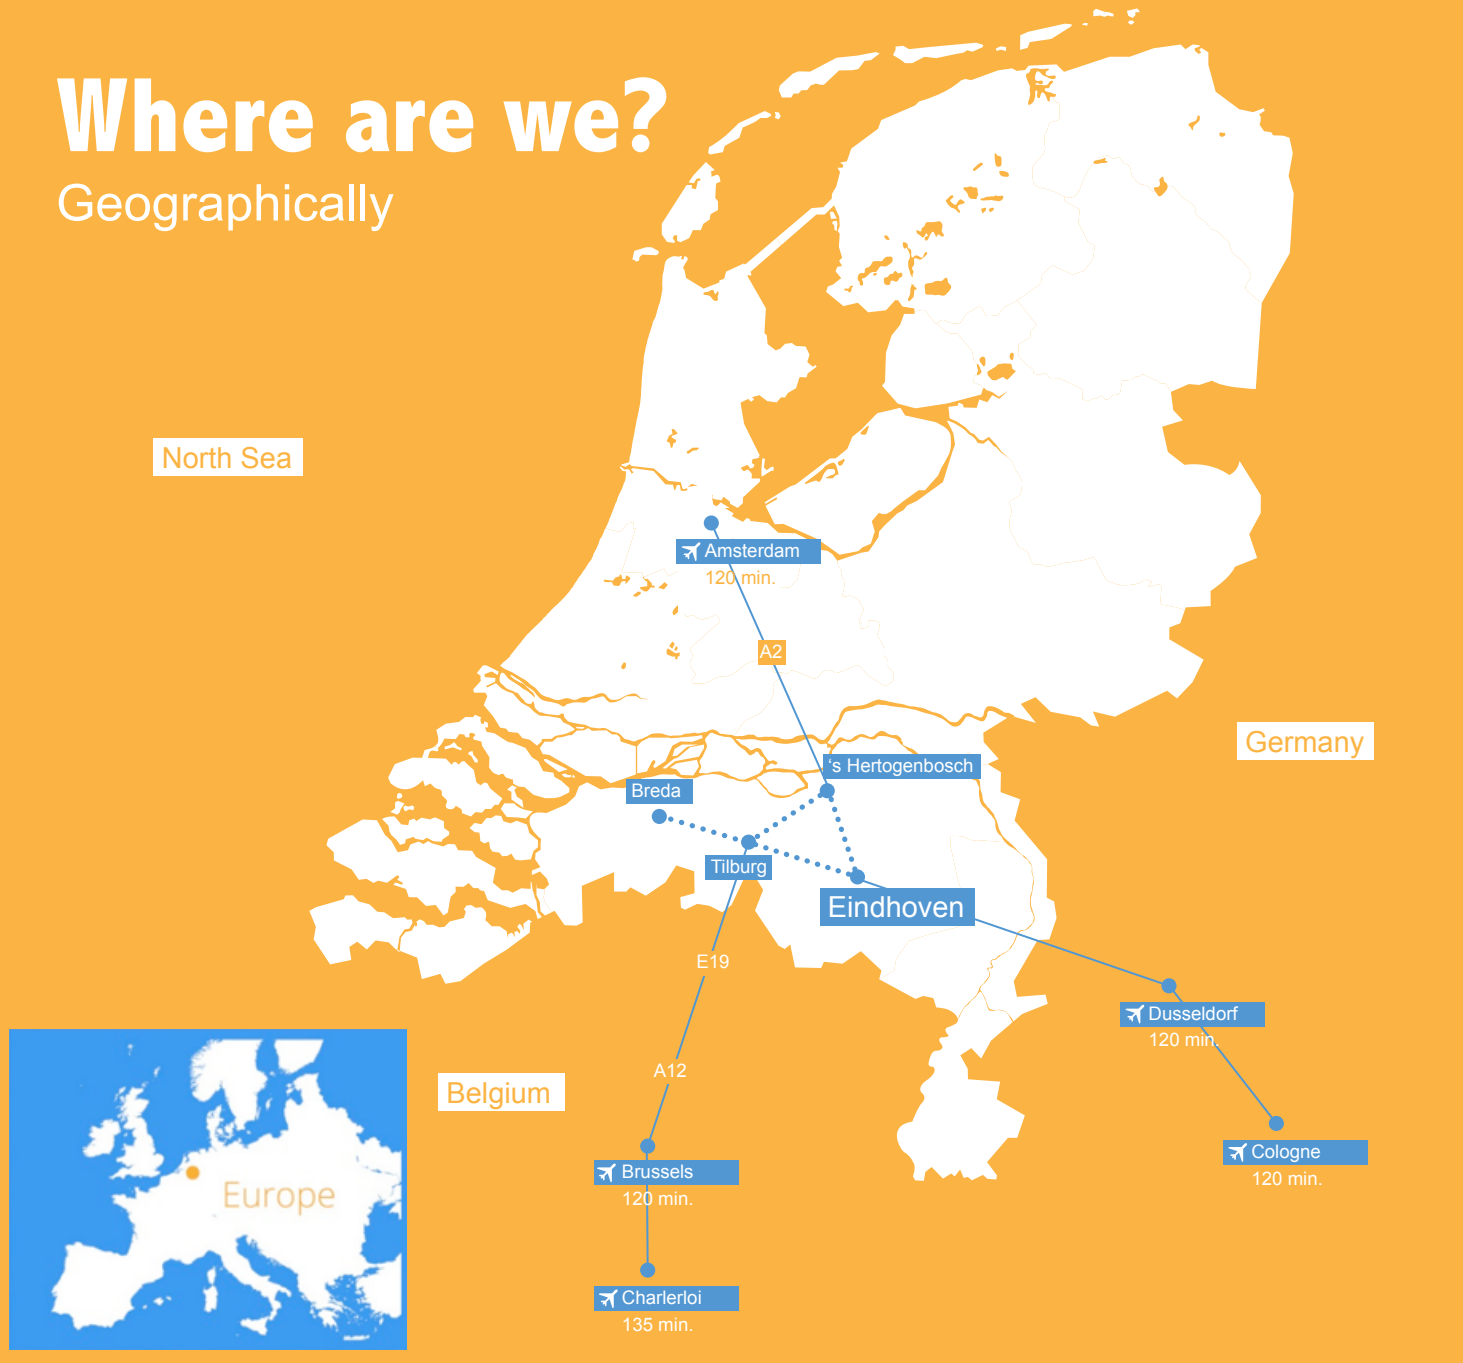 Where are we?
Geographically
North Sea
Amsterdam
120 min.
A2
Germany
‘s Hertogenbosch
Breda
Tilburg
Eindhoven
E19
Dusseldorf
120 min.
A12
Belgium
Cologne
120 min.
Brussels
120 min.
Europe
Charlerloi
135 min.